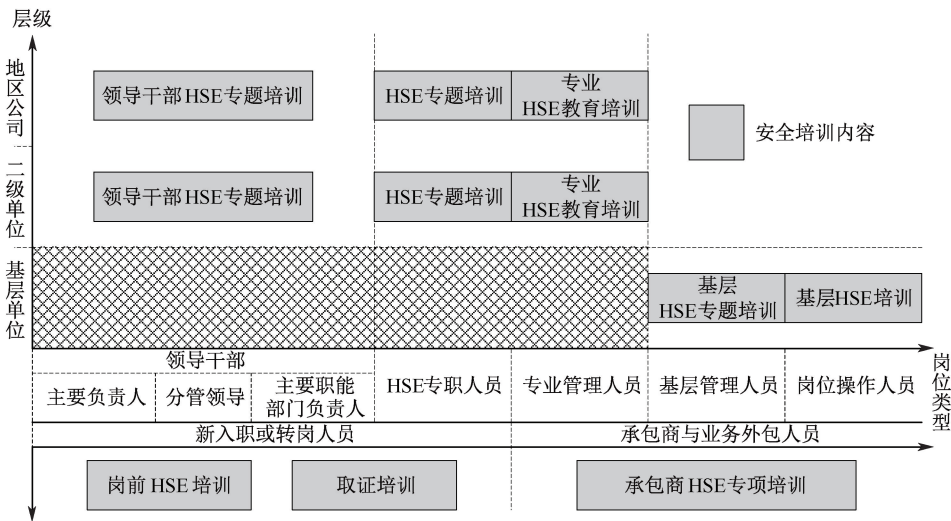 层级
地区公司
领导干部HSE专题培训
HSE专题培训
专业
HSE教育培训
安全培训内容
二级单位
领导干部HSE专题培训
HSE专题培训
专业
HSE教育培训
基层单位
基层
HSE专题培训
基层HSE培训
领导干部
主要负责人
分管领导
主要职能
部门负责人
HSE专职人员
专业管理人员
基层管理人员
岗位操作人员
岗位类型
新入职或转岗人员
承包商与业务外包人员
岗前HSE培训
取证培训
承包商HSE专项培训